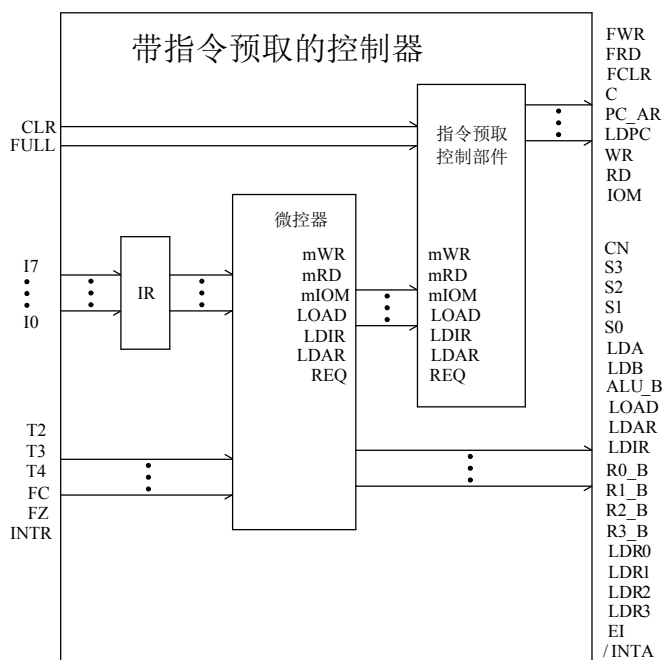 带指令预取的控制器
CLR
FULL
I7
I0
T2
T3
T4
FC
FZ
INTR
IR
微控器
mWR
mRD
mIOM
LOAD
LDIR
LDAR
REQ
指令预取
控制部件
mWR
mRD
mIOM
LOAD
LDIR
LDAR
REQ
FWR
FRD
FCLR
C
PC_AR
LDPC
WR
RD
IOM
CN
S3
S2
S1
S0
LDA
LDB
ALU_B
LOAD
LDAR
LDIR
R0_B
R1_B
R2_B
R3_B
LDR0
LDR1
LDR2
LDR3
EI
/INTA